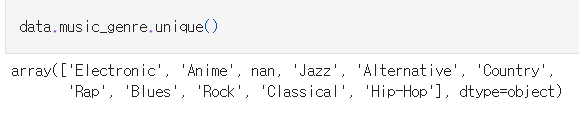 data.music_genre.unique()
array(['Electronic', 'Anime', nan, 'Jazz', 'Alternative', 'Country',
'Rap', 'Blues', 'Rock', 'Classical', 'Hip-Hop'], dtype=object)